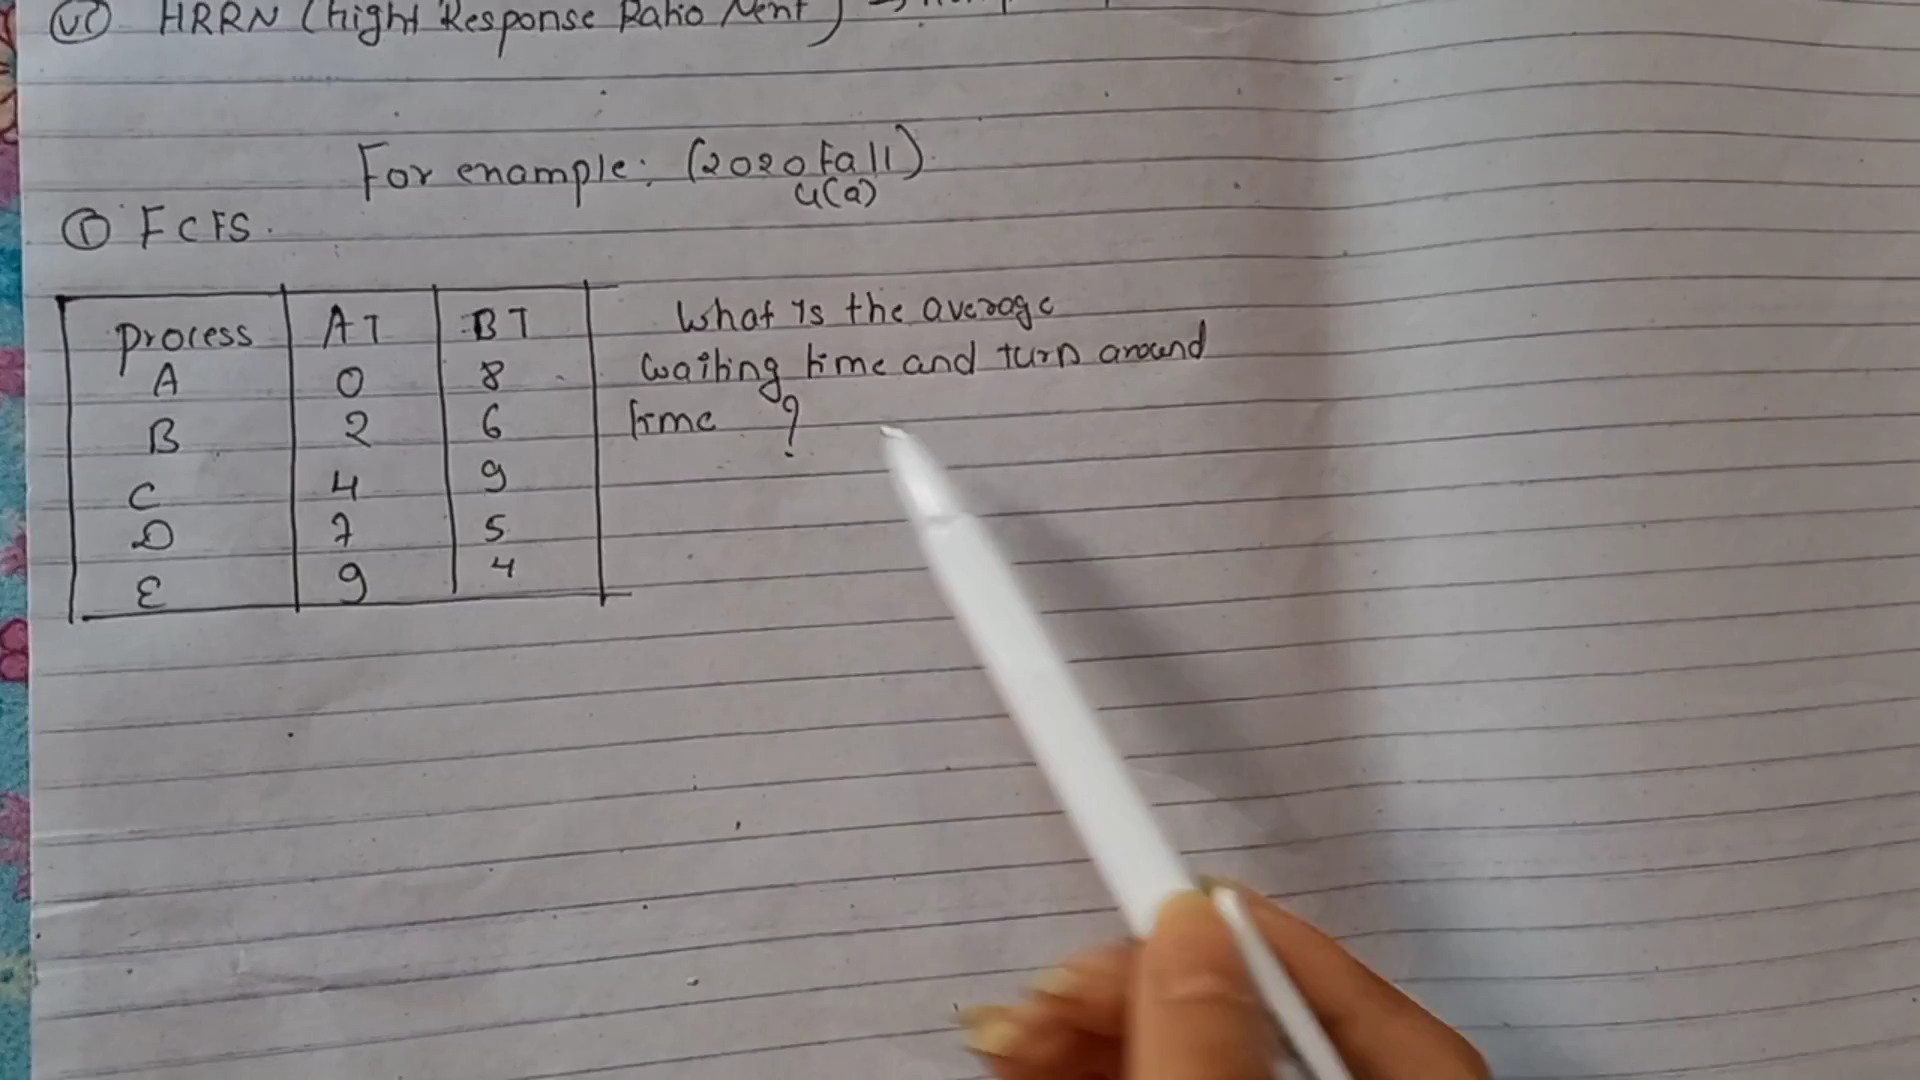 (vi) HRRN (hight Response Ratio Nent)
For enample: (2020 Fall)
4(a)
① FCFS.
Process AT BT
A 0 8
B 2 6
C 4 9
D 7 5
E 9 4
What is the average
waiting time and turn around
time ?